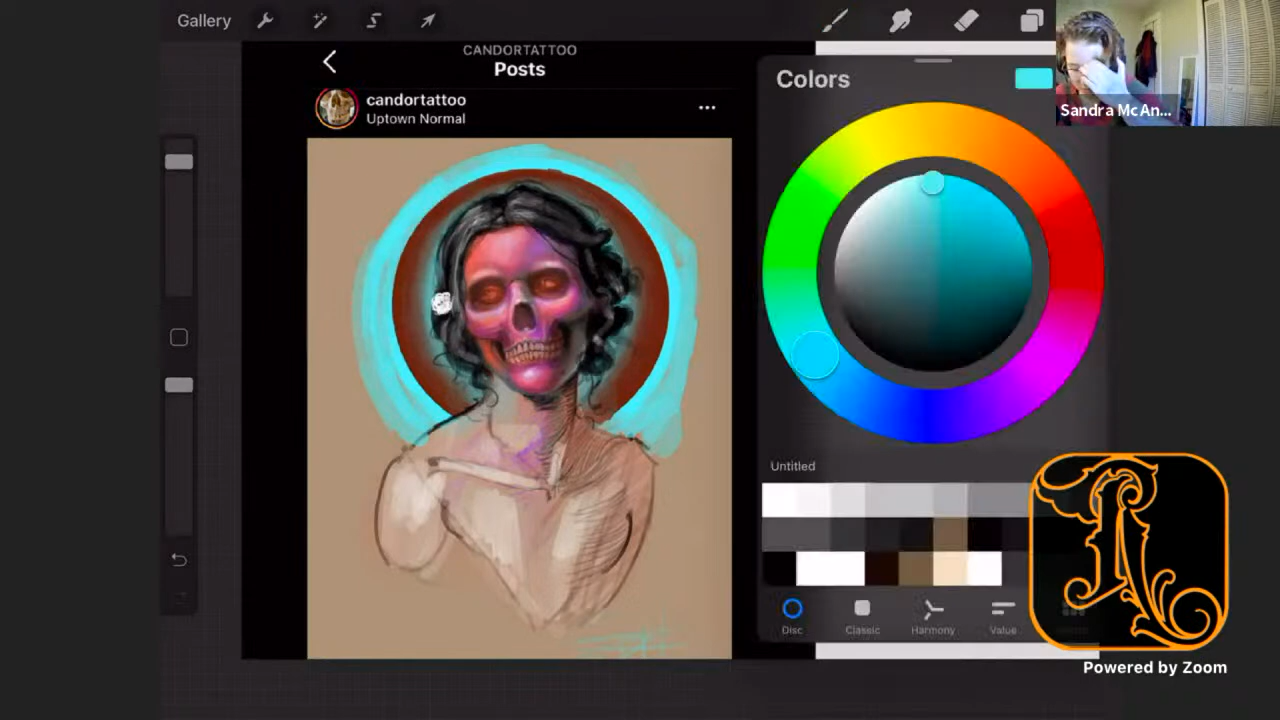 Gallery
CANDORTATTOO
Posts
candortattoo
Uptown Normal
Colors
Sandra McAn...
Untitled
Disc
Classic
Harmony
Value
Powered by Zoom